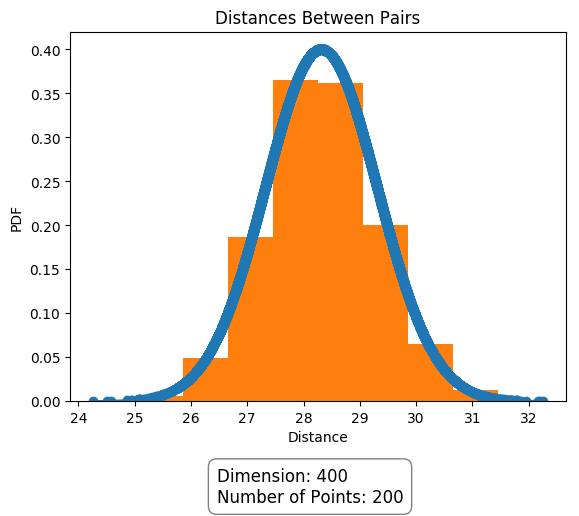 Distances Between Pairs
0.40
0.35
0.30
0.25
0.20
0.15
0.10
0.05
0.00
PDF
24 25 26 27 28 29 30 31 32
Distance
Dimension: 400
Number of Points: 200